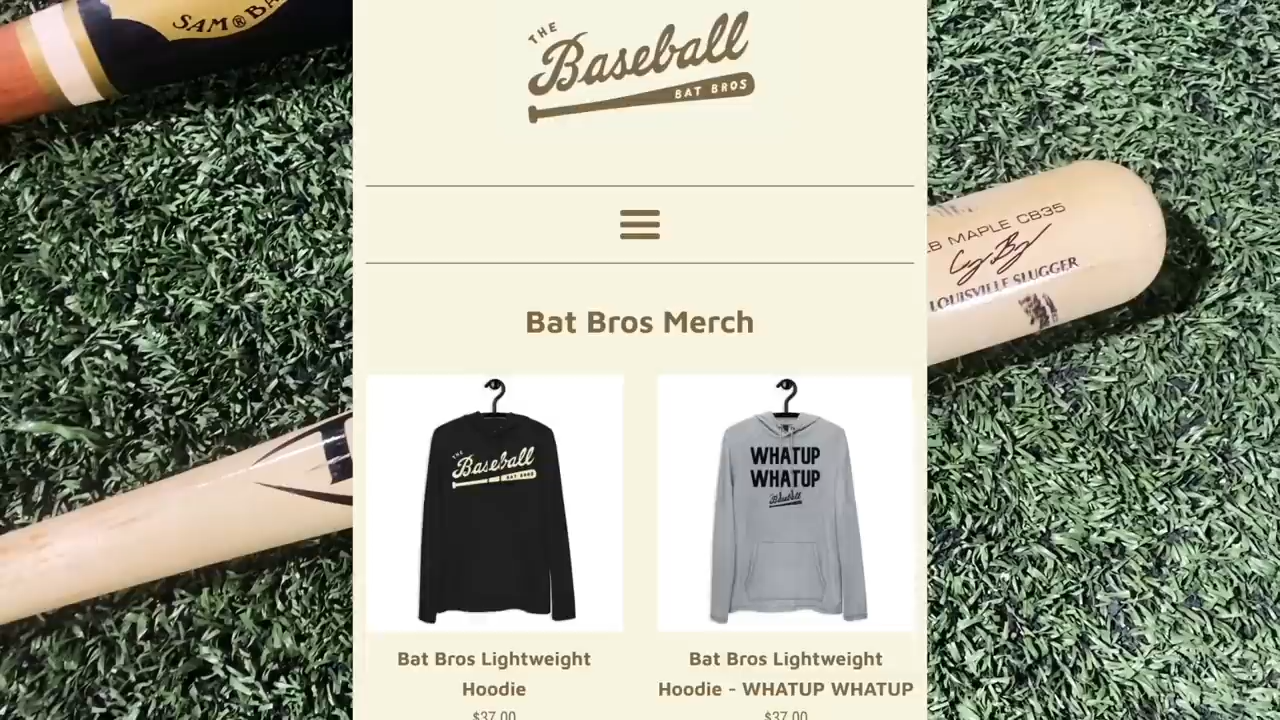 SAM®BA
THE
Baseball
BAT BROS
B MAPLE CB35
LOUISVILLE SLUGGER
Bat Bros Merch
THE
Baseball
BAT BROS
WHATUP
WHATUP
Baseball
Bat Bros Lightweight
Hoodie
$37.00
Bat Bros Lightweight
Hoodie - WHATUP WHATUP
$37.00